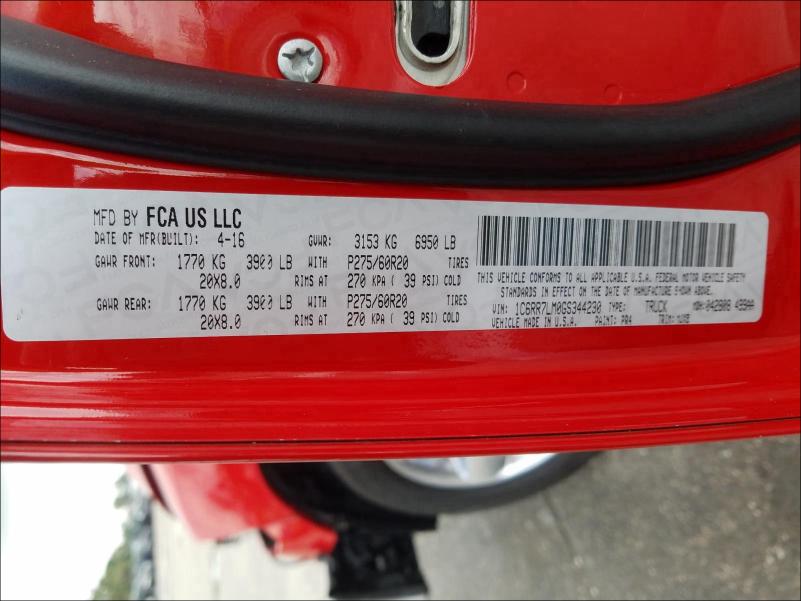 MFD BY FCA US LLC
DATE OF MFR(BUILT): 4-16 GVWR: 3153 KG 6950 LB
GAWR FRONT: 1770 KG 3900 LB WITH P275/60R20 TIRES
20X8.0 RIMS AT 270 KPA ( 39 PSI) COLD
GAWR REAR: 1770 KG 3900 LB WITH P275/60R20 TIRES
20X8.0 RIMS AT 270 KPA ( 39 PSI) COLD
THIS VEHICLE CONFORMS TO ALL APPLICABLE U.S.A. FEDERAL MOTOR VEHICLE SAFETY
STANDARDS IN EFFECT ON THE DATE OF MANUFACTURE SHOWN ABOVE.
VIN: 1C6RR7LM0GS344230 TYPE: TRUCK MDH: 042908
VEHICLE MADE IN U.S.A. PAINT: PR4 TRIM: